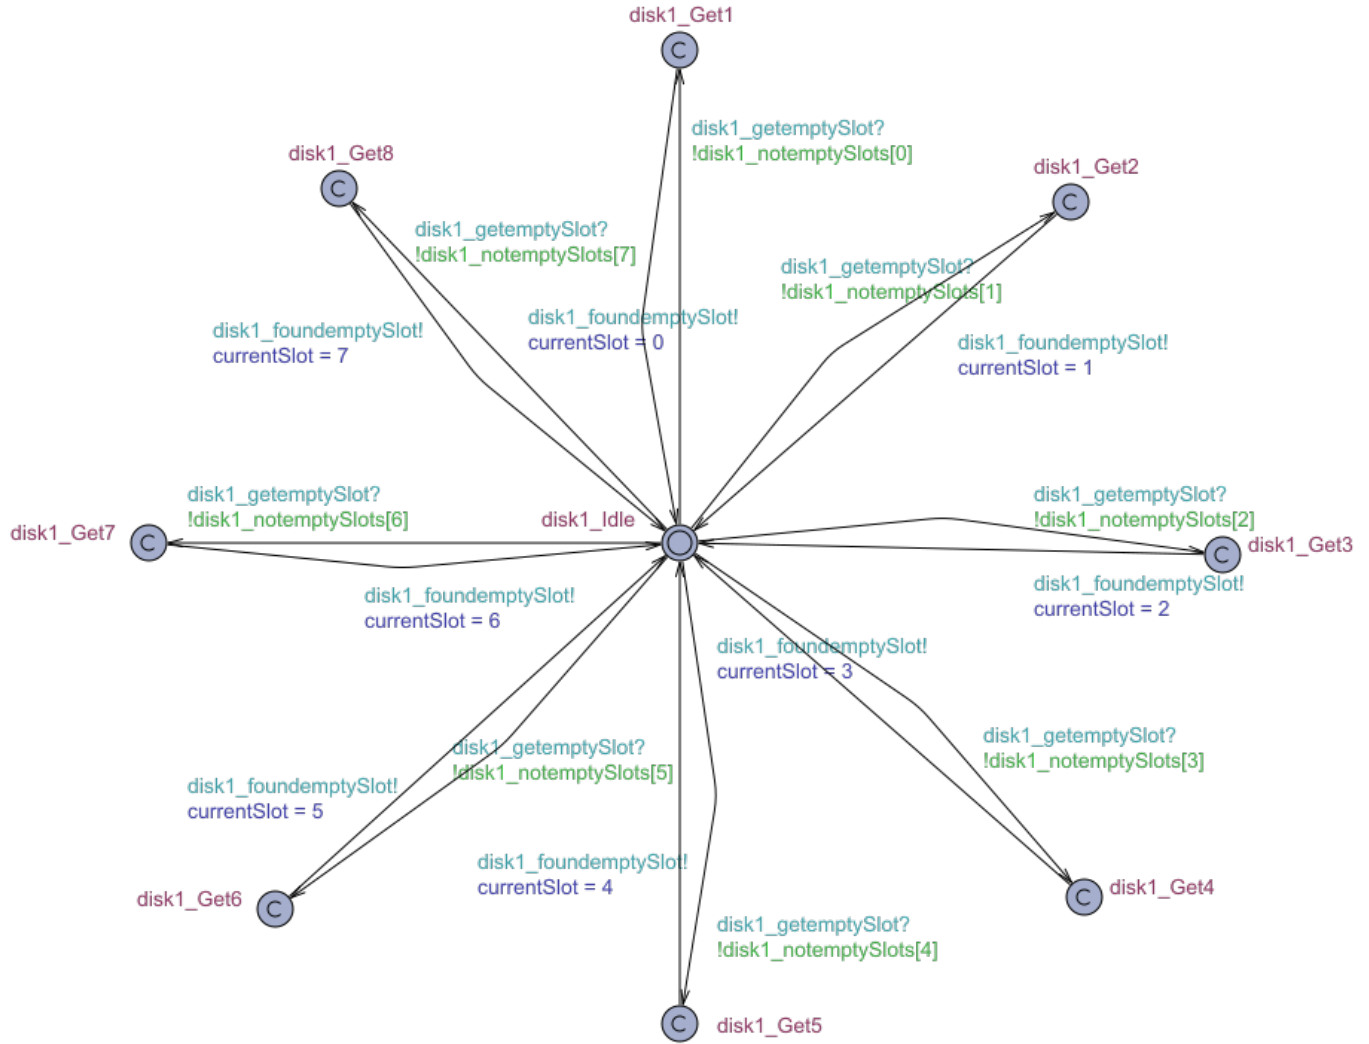 disk1_Get1
C
disk1_getemptySlot?
!disk1_notemptySlots[0]
disk1_Get8
C
disk1_Get2
C
disk1_getemptySlot?
!disk1_notemptySlots[7]
disk1_getemptySlot?
!disk1_notemptySlots[1]
disk1_foundemptySlot!
currentSlot = 7
disk1_foundemptySlot!
currentSlot = 0
disk1_foundemptySlot!
currentSlot = 1
disk1_getemptySlot?
!disk1_notemptySlots[6]
disk1_Get7
C
disk1_Idle
disk1_getemptySlot?
!disk1_notemptySlots[2]
C
disk1_Get3
disk1_foundemptySlot!
currentSlot = 6
disk1_foundemptySlot!
currentSlot = 2
disk1_foundemptySlot!
currentSlot = 3
disk1_getemptySlot?
!disk1_notemptySlots[5]
disk1_getemptySlot?
!disk1_notemptySlots[3]
disk1_foundemptySlot!
currentSlot = 5
disk1_foundemptySlot!
currentSlot = 4
disk1_Get6
C
C
disk1_Get4
disk1_getemptySlot?
!disk1_notemptySlots[4]
C
disk1_Get5